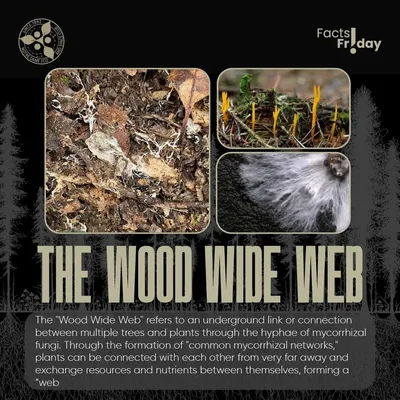 Facts
Fr!day
THE WOOD WIDE WEB
The "Wood Wide Web" refers to an underground link or connection
between multiple trees and plants through the hyphae of mycorrhizal
fungi. Through the formation of "common mycorrhizal networks,"
plants can be connected with each other from very far away and
exchange resources and nutrients between themselves, forming a
"web